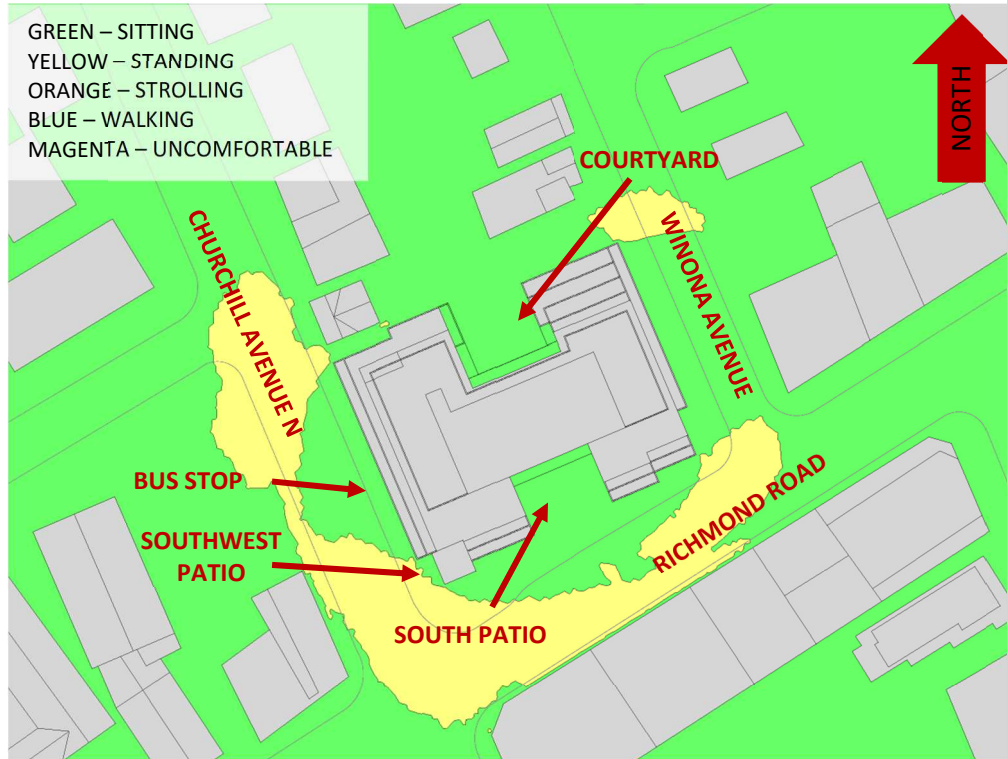 GREEN – SITTING
YELLOW – STANDING
ORANGE – STROLLING
BLUE – WALKING
MAGENTA – UNCOMFORTABLE
NORTH
COURTYARD
CHURCHILL AVENUE N
WINONA AVENUE
BUS STOP
SOUTHWEST
PATIO
RICHMOND ROAD
SOUTH PATIO